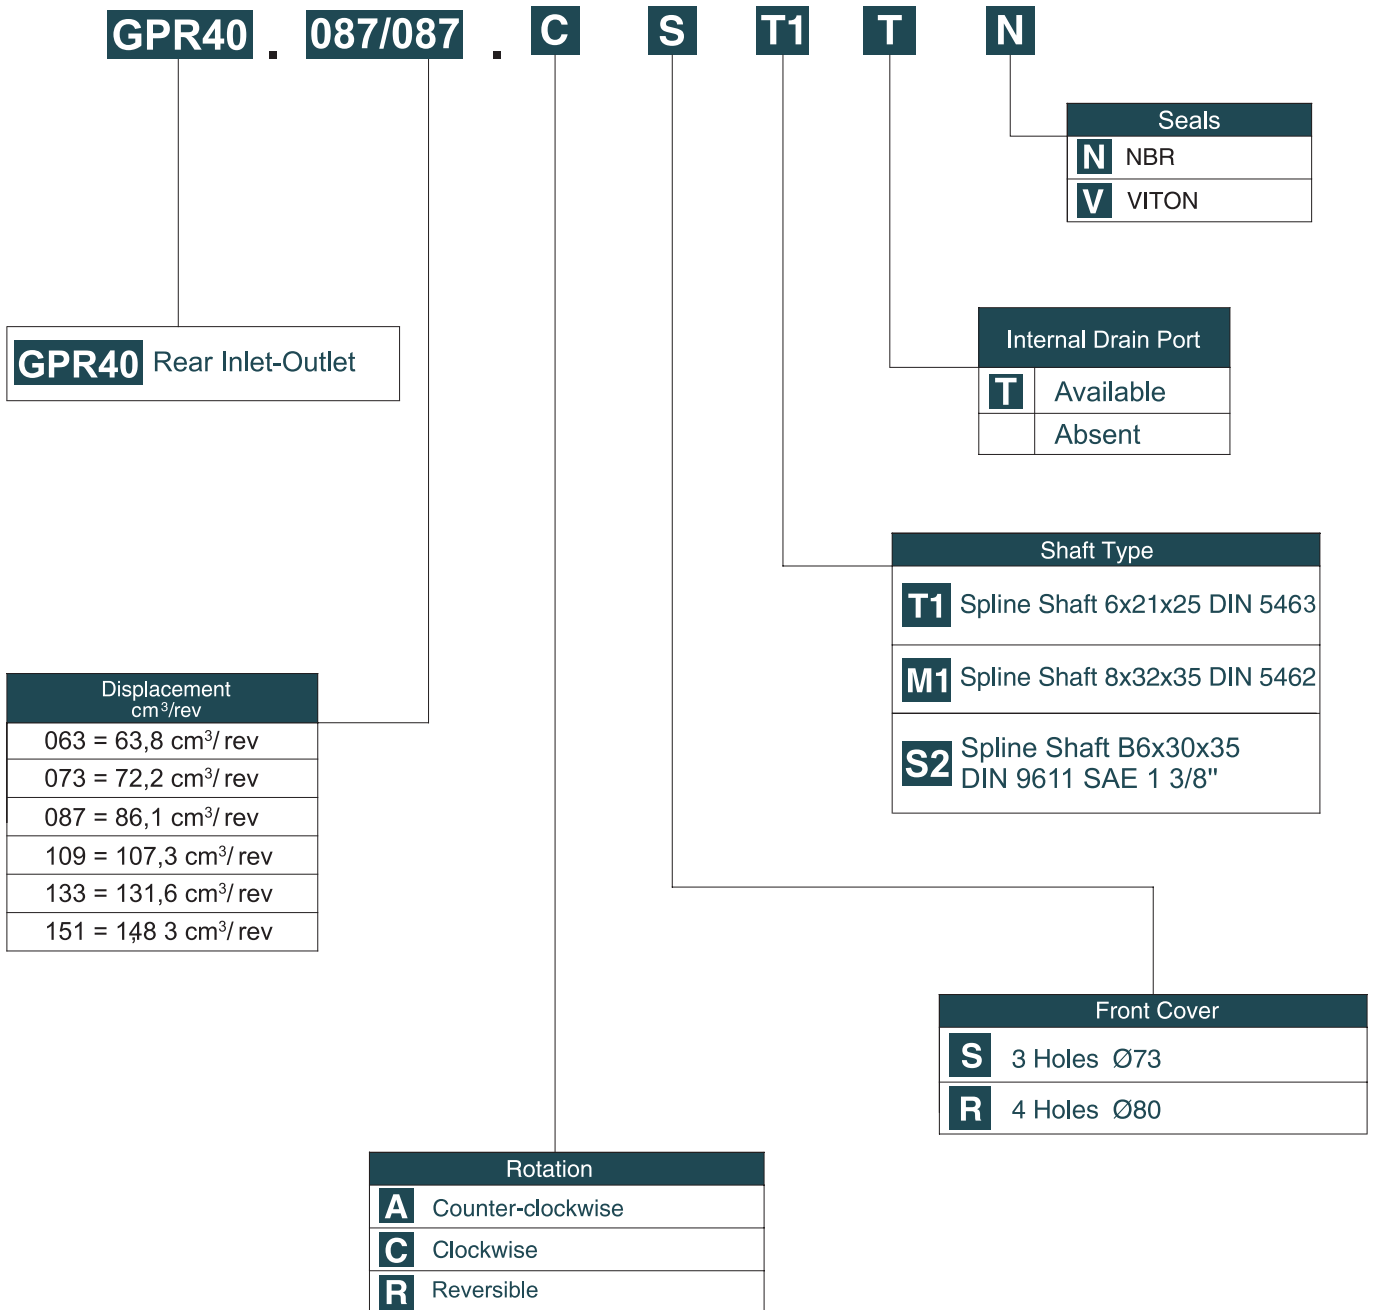 GPR40 . 087/087 . C S T1 T N
Seals
N NBR
V VITON
GPR40 Rear Inlet-Outlet
Internal Drain Port
T Available
Absent
Shaft Type
T1 Spline Shaft 6x21x25 DIN 5463
M1 Spline Shaft 8x32x35 DIN 5462
S2 Spline Shaft B6x30x35
DIN 9611 SAE 1 3/8"
Displacement
cm³/rev
063 = 63,8 cm³/ rev
073 = 72,2 cm³/ rev
087 = 86,1 cm³/ rev
109 = 107,3 cm³/ rev
133 = 131,6 cm³/ rev
151 = 148,3 cm³/ rev
Front Cover
S 3 Holes Ø73
R 4 Holes Ø80
Rotation
A Counter-clockwise
C Clockwise
R Reversible